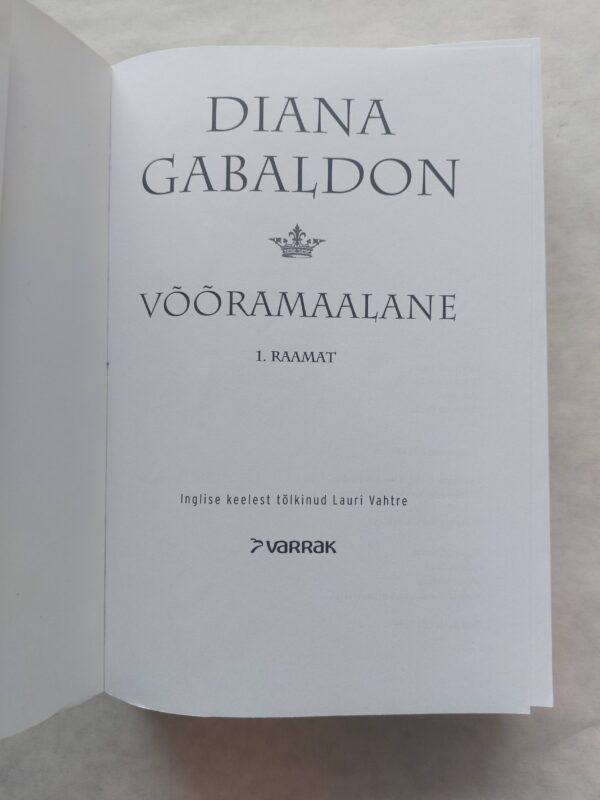 DIANA
GABALDON
VÕÕRAMAALANE
1. RAAMAT
Inglise keelest tõlkinud Lauri Vahtre
VARRAK